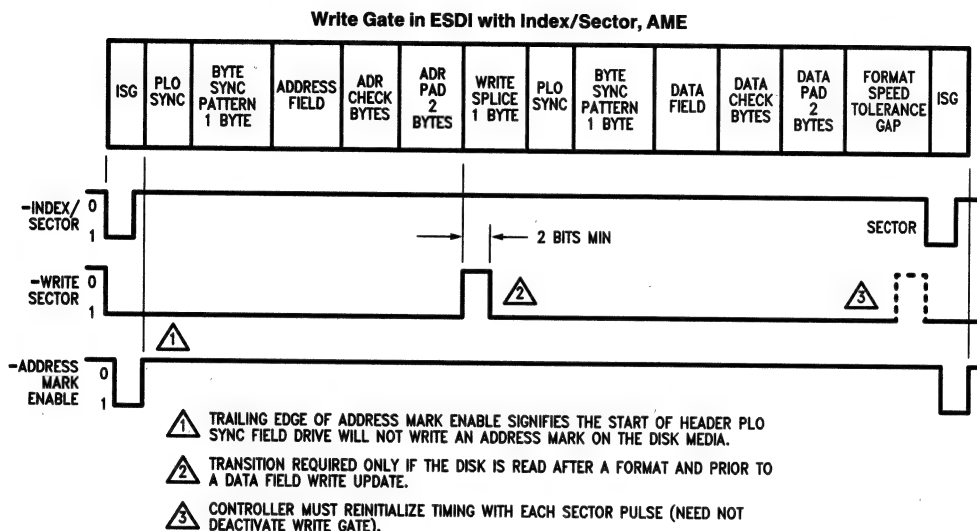 Write Gate in ESDI with Index/Sector, AME
ISG
PLO
SYNC
BYTE
SYNC
PATTERN
1 BYTE
ADDRESS
FIELD
ADR
CHECK
BYTES
ADR
PAD
2
BYTES
WRITE
SPLICE
1 BYTE
PLO
SYNC
BYTE
SYNC
PATTERN
1 BYTE
DATA
FIELD
DATA
CHECK
BYTES
DATA
PAD
2
BYTES
FORMAT
SPEED
TOLERANCE
GAP
ISG
-INDEX/
SECTOR
0
1
SECTOR
2 BITS MIN
-WRITE
SECTOR
0
1
2
3
1
-ADDRESS
MARK
ENABLE
0
1
1 TRAILING EDGE OF ADDRESS MARK ENABLE SIGNIFIES THE START OF HEADER PLO
SYNC FIELD DRIVE WILL NOT WRITE AN ADDRESS MARK ON THE DISK MEDIA.
2 TRANSITION REQUIRED ONLY IF THE DISK IS READ AFTER A FORMAT AND PRIOR TO
A DATA FIELD WRITE UPDATE.
3 CONTROLLER MUST REINITIALIZE TIMING WITH EACH SECTOR PULSE (NEED NOT
DEACTIVATE WRITE GATE).